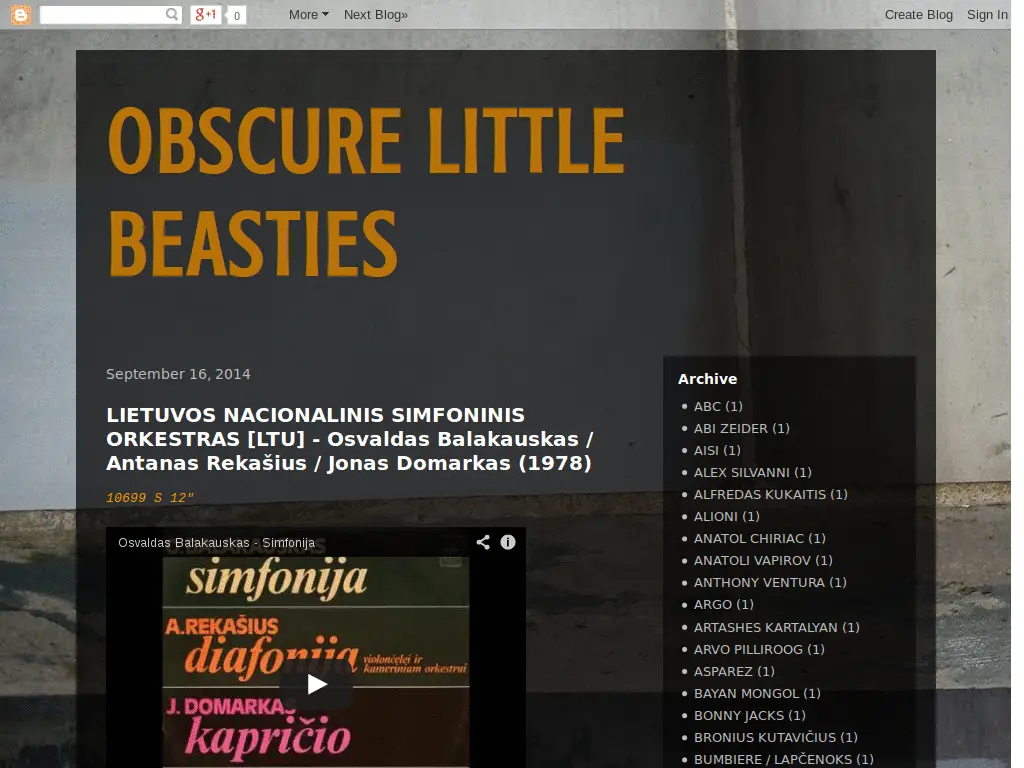 More Next Blog» Create Blog Sign In
+1 0
OBSCURE LITTLE
BEASTIES
September 16, 2014
LIETUVOS NACIONALINIS SIMFONINIS
ORKESTRAS [LTU] - Osvaldas Balakauskas /
Antanas Rekašius / Jonas Domarkas (1978)
10699 S 12"
Osvaldas Balakauskas - Simfonija
simfonija
A.REKAŠIUS
diafonija violončelei ir
kameriniam orkestrui
J. DOMARKAS
kapričio
Archive
ABC (1)
ABI ZEIDER (1)
AISI (1)
ALEX SILVANNI (1)
ALFREDAS KUKAITIS (1)
ALIONI (1)
ANATOL CHIRIAC (1)
ANATOLI VAPIROV (1)
ANTHONY VENTURA (1)
ARGO (1)
ARTASHES KARTALYAN (1)
ARVO PILLIROOG (1)
ASPAREZ (1)
BAYAN MONGOL (1)
BONNY JACKS (1)
BRONIUS KUTAVIČIUS (1)
BUMBIERE / LAPČENOKS (1)